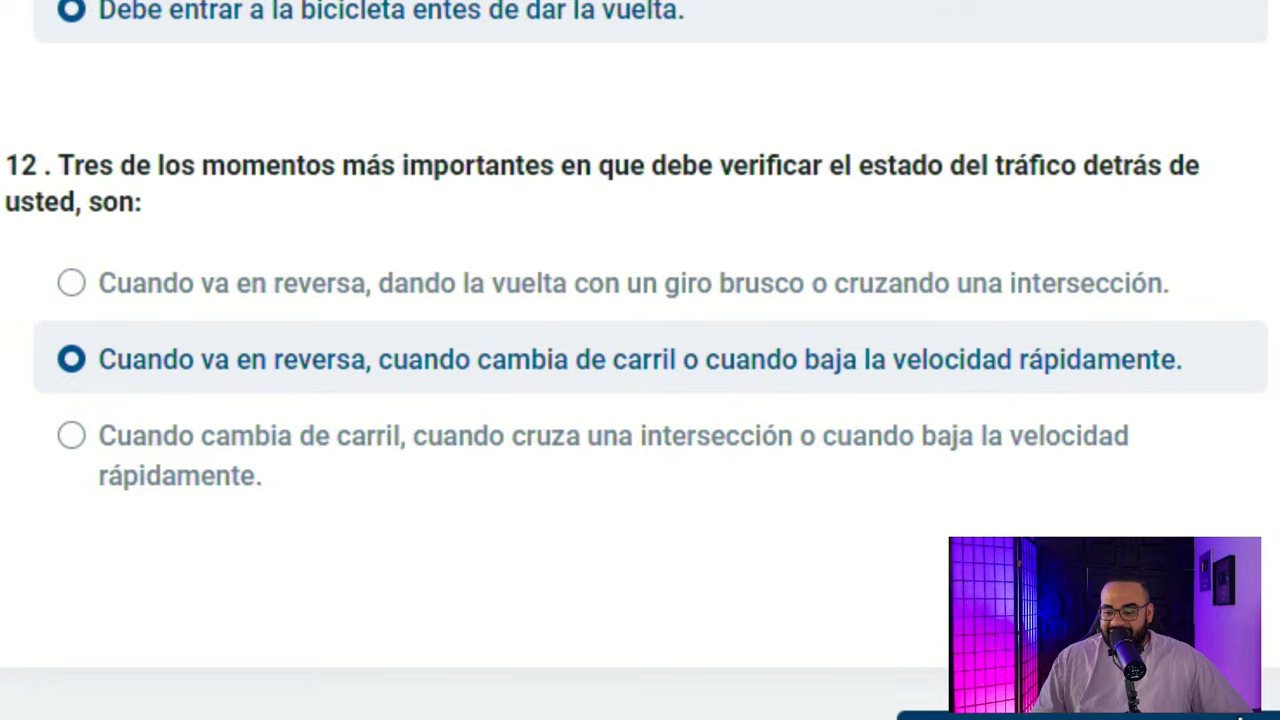 Debe entrar a la bicicleta entes de dar la vuelta.
12 . Tres de los momentos más importantes en que debe verificar el estado del tráfico detrás de
usted, son:
Cuando va en reversa, dando la vuelta con un giro brusco o cruzando una intersección.
Cuando va en reversa, cuando cambia de carril o cuando baja la velocidad rápidamente.
Cuando cambia de carril, cuando cruza una intersección o cuando baja la velocidad
rápidamente.